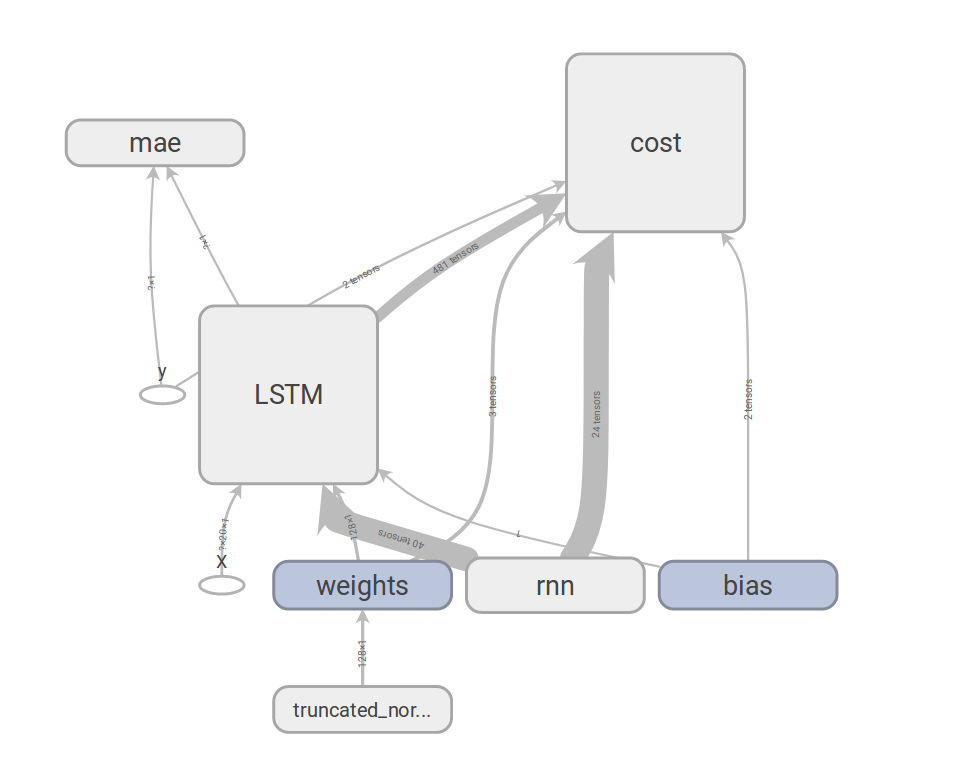 cost
mae
?×1
2 tensors
481 tensors
?×1
y
LSTM
3 tensors
24 tensors
2 tensors
?×20×1
128×1
40 tensors
1
x
weights
rnn
bias
128×1
truncated_nor...